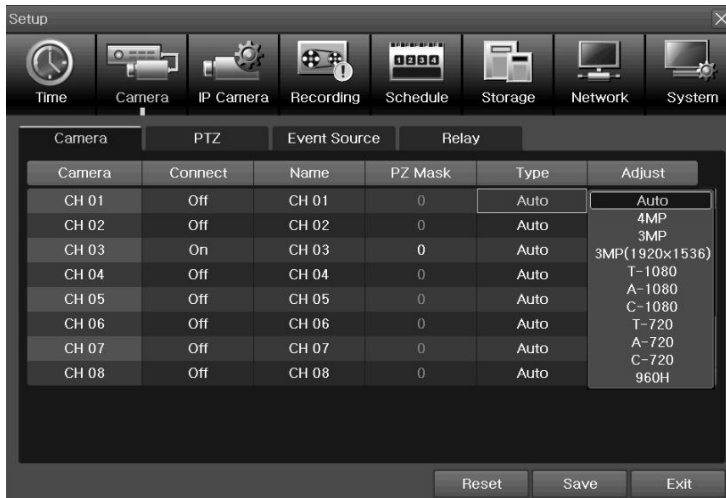 Setup
Time Camera IP Camera Recording Schedule Storage Network System
Camera PTZ Event Source Relay
Camera Connect Name PZ Mask Type Adjust
CH 01 Off CH 01 0 Auto Auto
CH 02 Off CH 02 0 Auto 4MP
3MP
CH 03 On CH 03 0 Auto 3MP(1920x1536)
CH 04 Off CH 04 0 Auto T-1080
A-1080
CH 05 Off CH 05 0 Auto C-1080
CH 06 Off CH 06 0 Auto T-720
CH 07 Off CH 07 0 Auto A-720
C-720
CH 08 Off CH 08 0 Auto 960H
Reset Save Exit